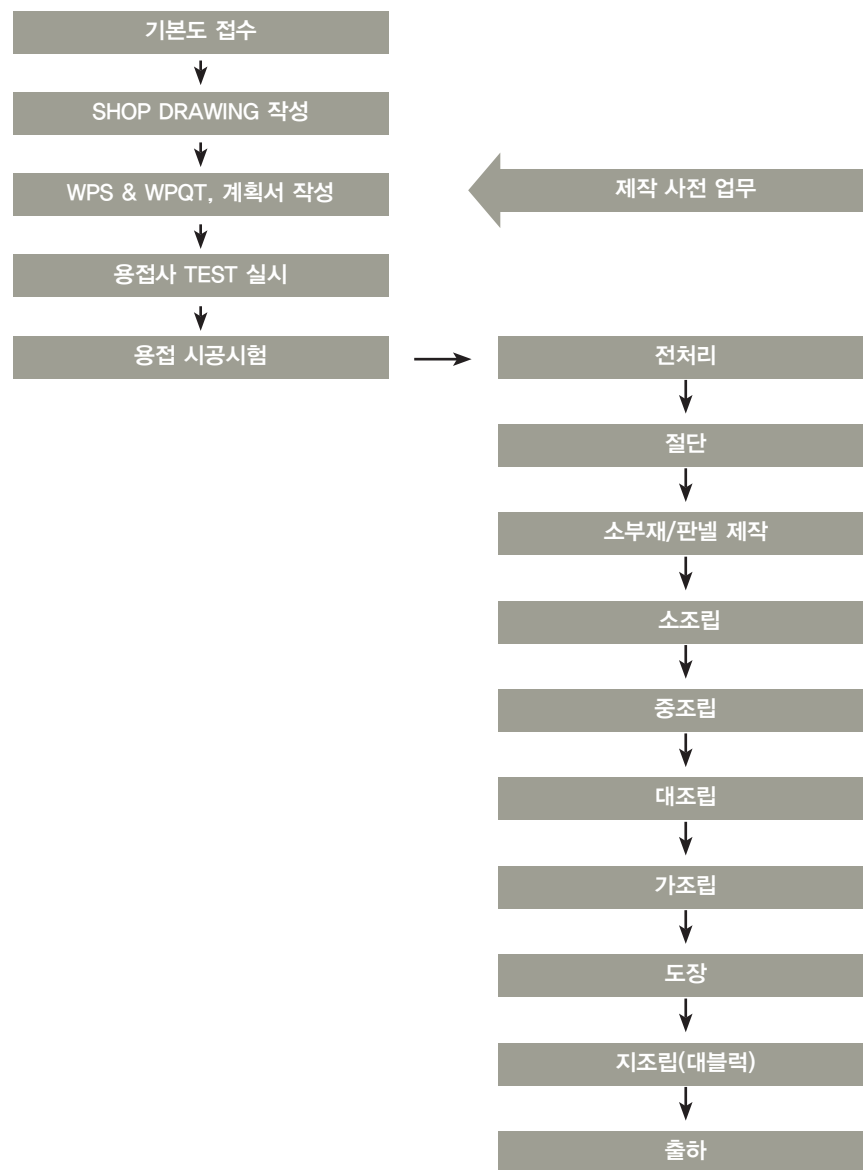 기본도 접수
SHOP DRAWING 작성
WPS & WPQT, 계획서 작성
제작 사전 업무
용접사 TEST 실시
용접 시공시험
전처리
절단
소부재/판넬 제작
소조립
중조립
대조립
가조립
도장
지조립(대블럭)
출하